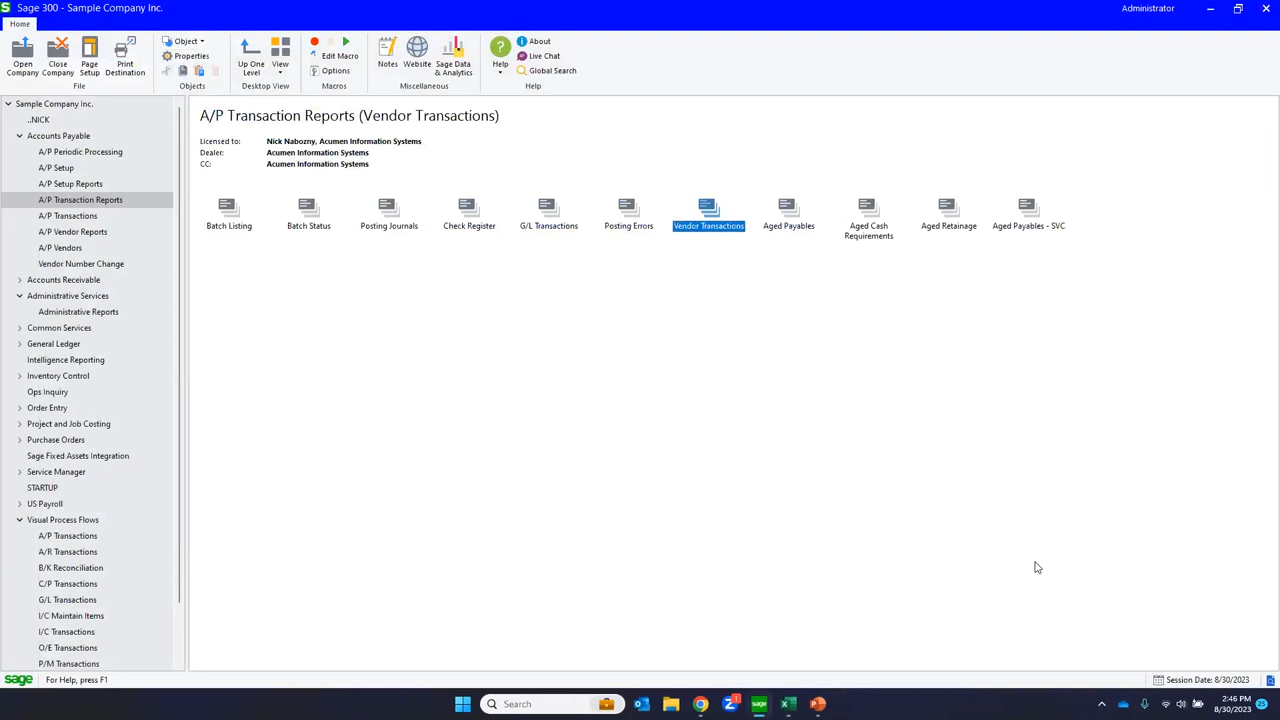 Sage 300 - Sample Company Inc.
Administrator
Home
Open Company
Close Company
Page Setup
Print Destination
File
Object
Properties
Objects
Up One Level
View
Desktop View
Edit Macro
Options
Macros
Notes
Website
Sage Data & Analytics
Miscellaneous
Help
About
Live Chat
Global Search
Help
Sample Company Inc.
..NICK
Accounts Payable
A/P Periodic Processing
A/P Setup
A/P Setup Reports
A/P Transaction Reports
A/P Transactions
A/P Vendor Reports
A/P Vendors
Vendor Number Change
Accounts Receivable
Administrative Services
Administrative Reports
Common Services
General Ledger
Intelligence Reporting
Inventory Control
Ops Inquiry
Order Entry
Project and Job Costing
Purchase Orders
Sage Fixed Assets Integration
Service Manager
STARTUP
US Payroll
Visual Process Flows
A/P Transactions
A/R Transactions
B/K Reconciliation
C/P Transactions
G/L Transactions
I/C Maintain Items
I/C Transactions
O/E Transactions
P/M Transactions
A/P Transaction Reports (Vendor Transactions)
Licensed to: Nick Nabozny, Acumen Information Systems
Dealer: Acumen Information Systems
CC: Acumen Information Systems
Batch Listing
Batch Status
Posting Journals
Check Register
G/L Transactions
Posting Errors
Vendor Transactions
Aged Payables
Aged Cash Requirements
Aged Retainage
Aged Payables - SVC
sage
For Help, press F1
Session Date: 8/30/2023
Search
1
sage
2:46 PM
8/30/2023